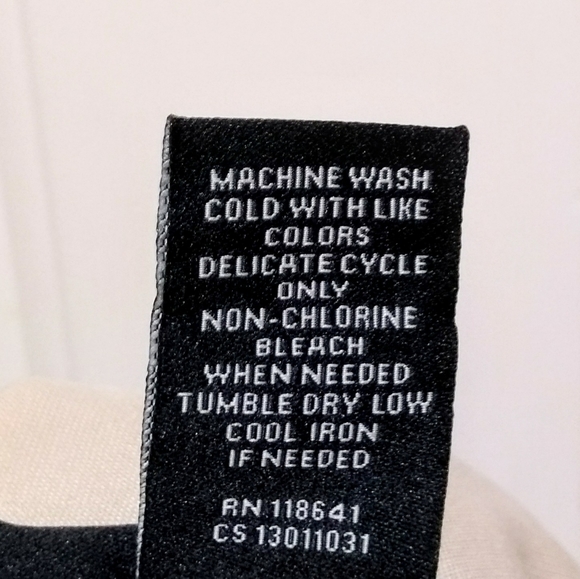 MACHINE WASH
COLD WITH LIKE
COLORS
DELICATE CYCLE
ONLY
NON-CHLORINE
BLEACH
WHEN NEEDED
TUMBLE DRY LOW
COOL IRON
IF NEEDED
RN 118641
CS 13011031